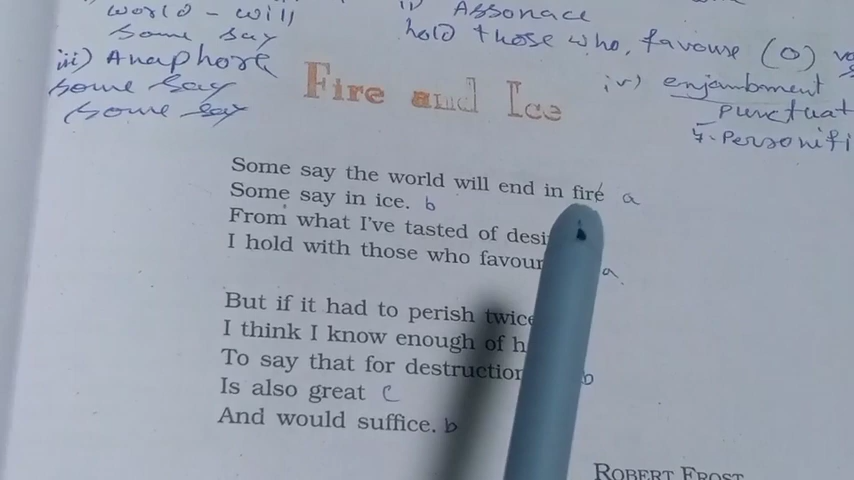 world - will
some say
ii) Assonace
hold those who, favouse (o)
iii) Anaphore
some say
some say
iv) enjambment
punctuat
4. Personifi
Fire and Ice
Some say the world will end in fire a
Some say in ice. b
From what I've tasted of desi
I hold with those who favour a
But if it had to perish twice
I think I know enough of h
To say that for destruction b
Is also great c
And would suffice. b
ROBERT FROST